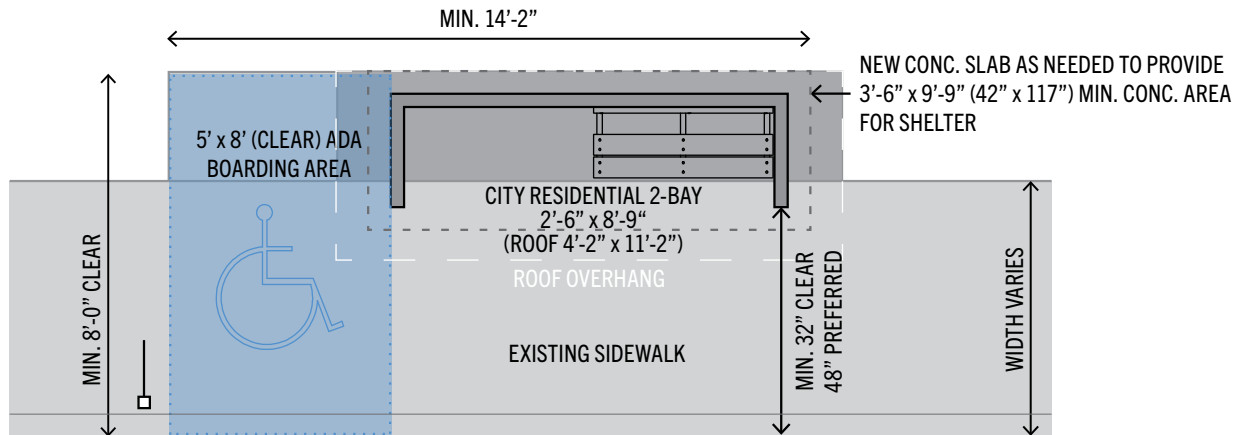 MIN. 14’-2”
NEW CONC. SLAB AS NEEDED TO PROVIDE
3’-6” x 9’-9” (42” x 117”) MIN. CONC. AREA
FOR SHELTER
5’ x 8’ (CLEAR) ADA
BOARDING AREA
CITY RESIDENTIAL 2-BAY
2’-6” x 8’-9“
(ROOF 4’-2” x 11’-2”)
ROOF OVERHANG
EXISTING SIDEWALK
MIN. 8’-0” CLEAR
MIN. 32” CLEAR
48” PREFERRED
WIDTH VARIES